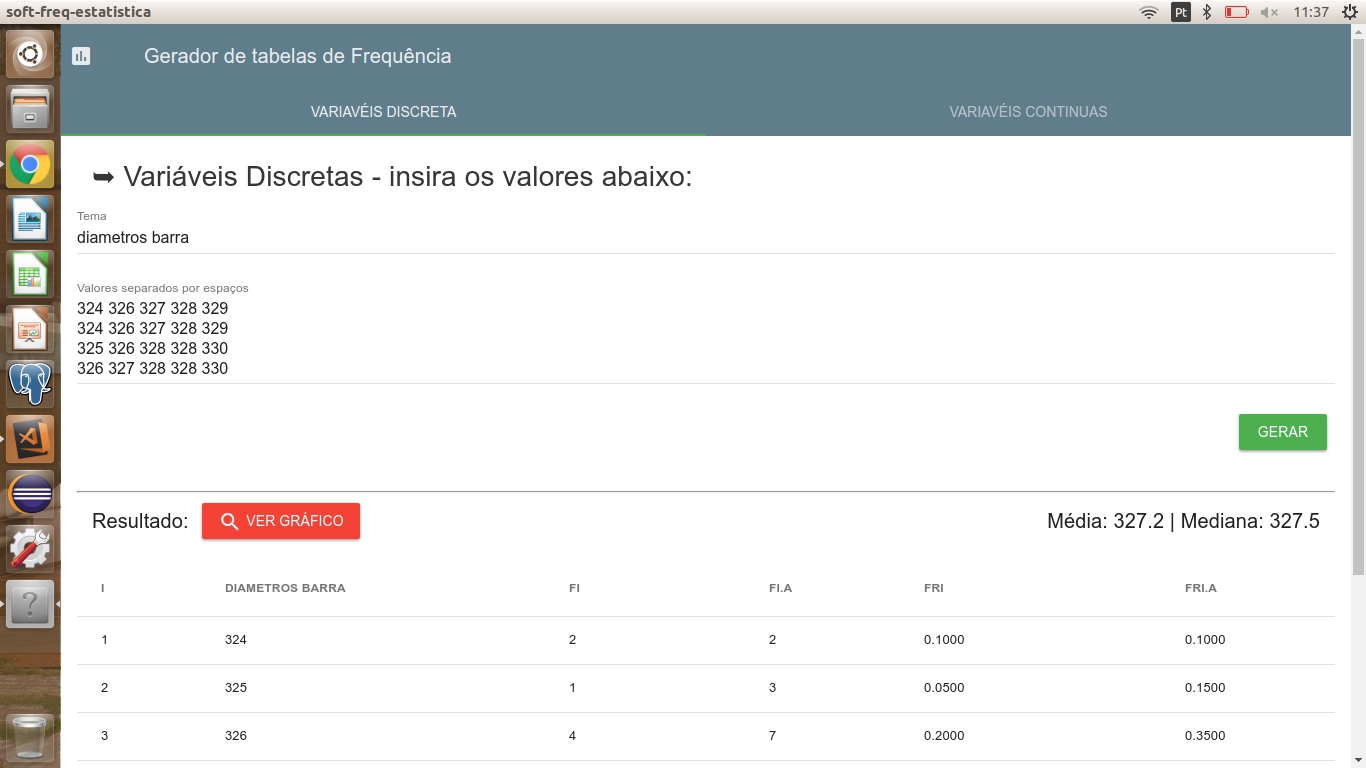 soft-freq-estatistica
Pt
11:37
Gerador de tabelas de Frequência
VARIAVÉIS DISCRETA
VARIAVÉIS CONTINUAS
➥ Variáveis Discretas - insira os valores abaixo:
Tema
diametros barra
Valores separados por espaços
324 326 327 328 329
324 326 327 328 329
325 326 328 328 330
326 327 328 328 330
GERAR
Resultado:
VER GRÁFICO
Média: 327.2 | Mediana: 327.5
I DIAMETROS BARRA FI FI.A FRI FRI.A
1 324 2 2 0.1000 0.1000
2 325 1 3 0.0500 0.1500
3 326 4 7 0.2000 0.3500